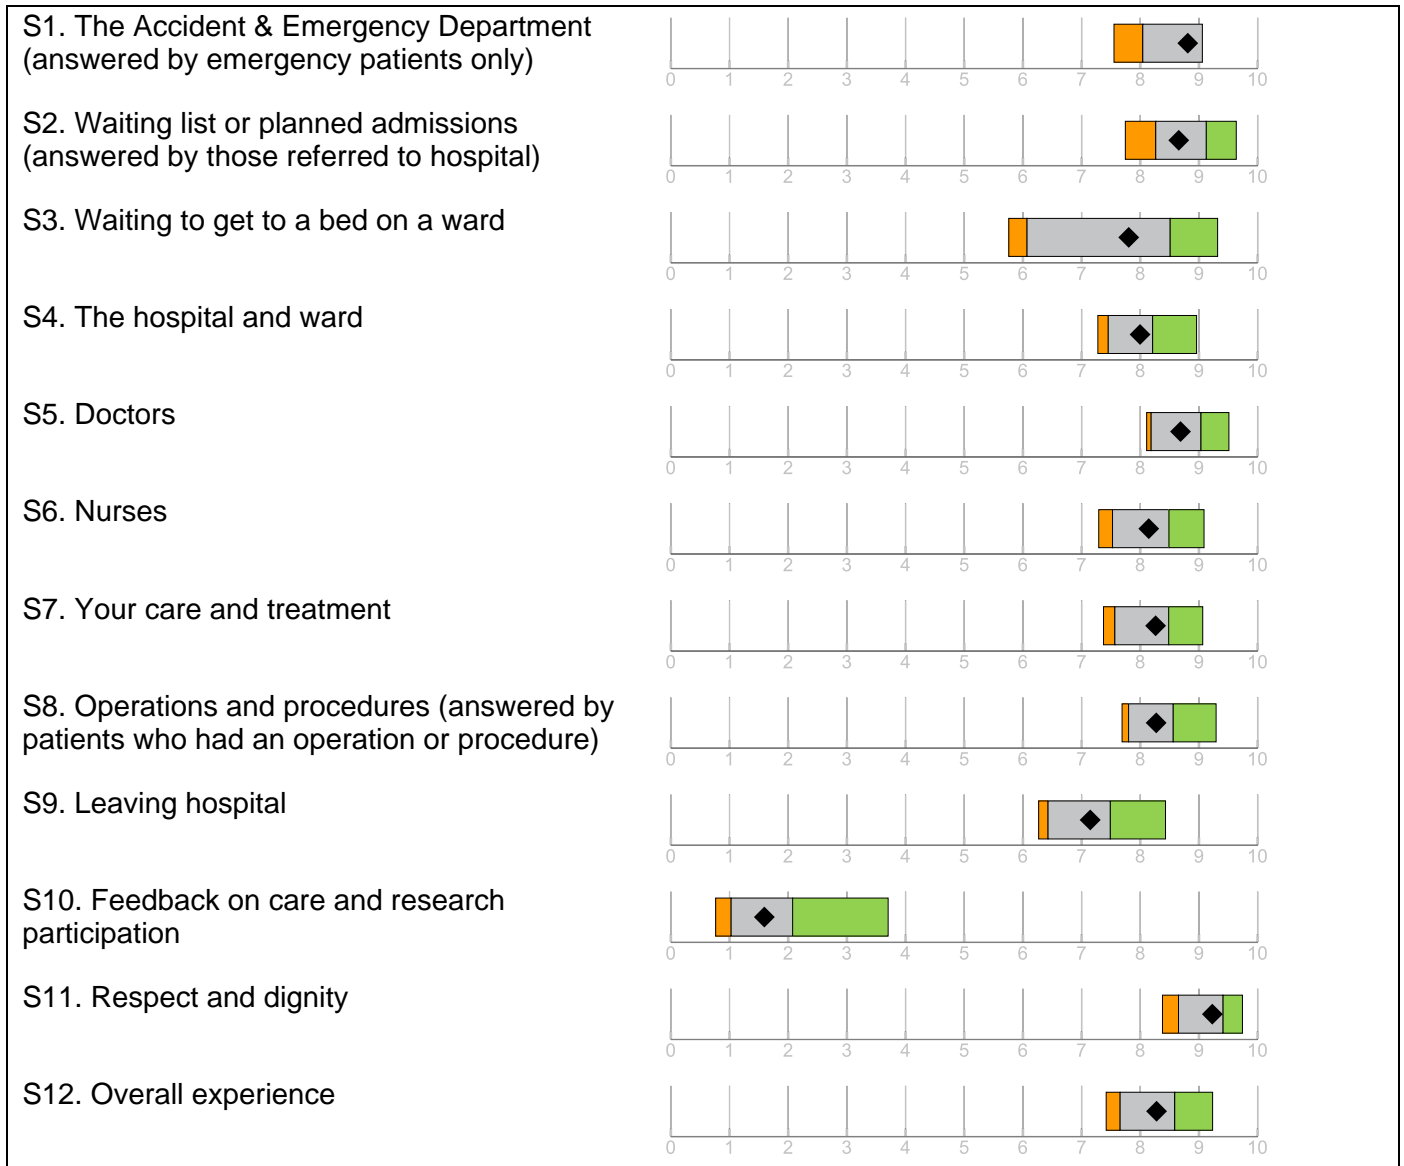 S1. The Accident & Emergency Department
(answered by emergency patients only)
0 1 2 3 4 5 6 7 8 9 10
S2. Waiting list or planned admissions
(answered by those referred to hospital)
0 1 2 3 4 5 6 7 8 9 10
S3. Waiting to get to a bed on a ward
0 1 2 3 4 5 6 7 8 9 10
S4. The hospital and ward
0 1 2 3 4 5 6 7 8 9 10
S5. Doctors
0 1 2 3 4 5 6 7 8 9 10
S6. Nurses
0 1 2 3 4 5 6 7 8 9 10
S7. Your care and treatment
0 1 2 3 4 5 6 7 8 9 10
S8. Operations and procedures (answered by
patients who had an operation or procedure)
0 1 2 3 4 5 6 7 8 9 10
S9. Leaving hospital
0 1 2 3 4 5 6 7 8 9 10
S10. Feedback on care and research
participation
0 1 2 3 4 5 6 7 8 9 10
S11. Respect and dignity
0 1 2 3 4 5 6 7 8 9 10
S12. Overall experience
0 1 2 3 4 5 6 7 8 9 10